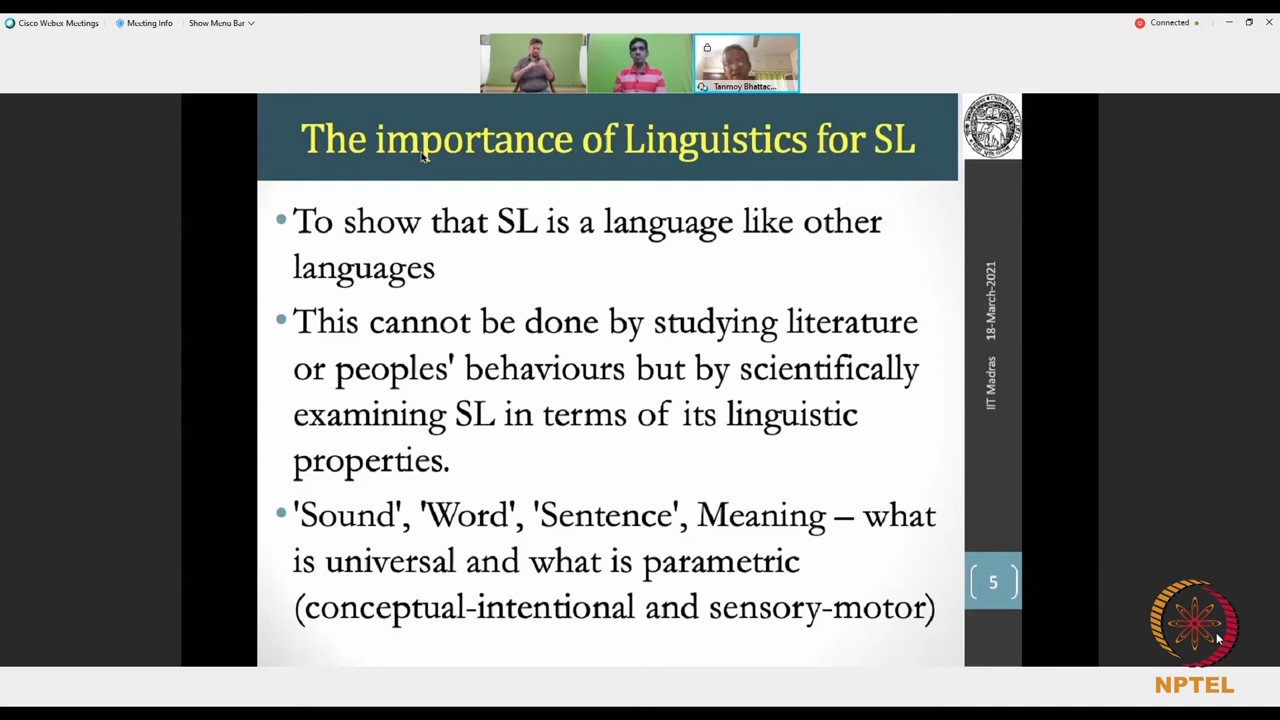 Cisco Webex Meetings
Meeting Info
Show Menu Bar
Connected
Tanmoy Bhattac...
The importance of Linguistics for SL
•To show that SL is a language like other
languages
•This cannot be done by studying literature
or peoples' behaviours but by scientifically
examining SL in terms of its linguistic
properties.
•'Sound', 'Word', 'Sentence', Meaning – what
is universal and what is parametric
(conceptual-intentional and sensory-motor)
IIT Madras 18-March-2021
5
NPTEL